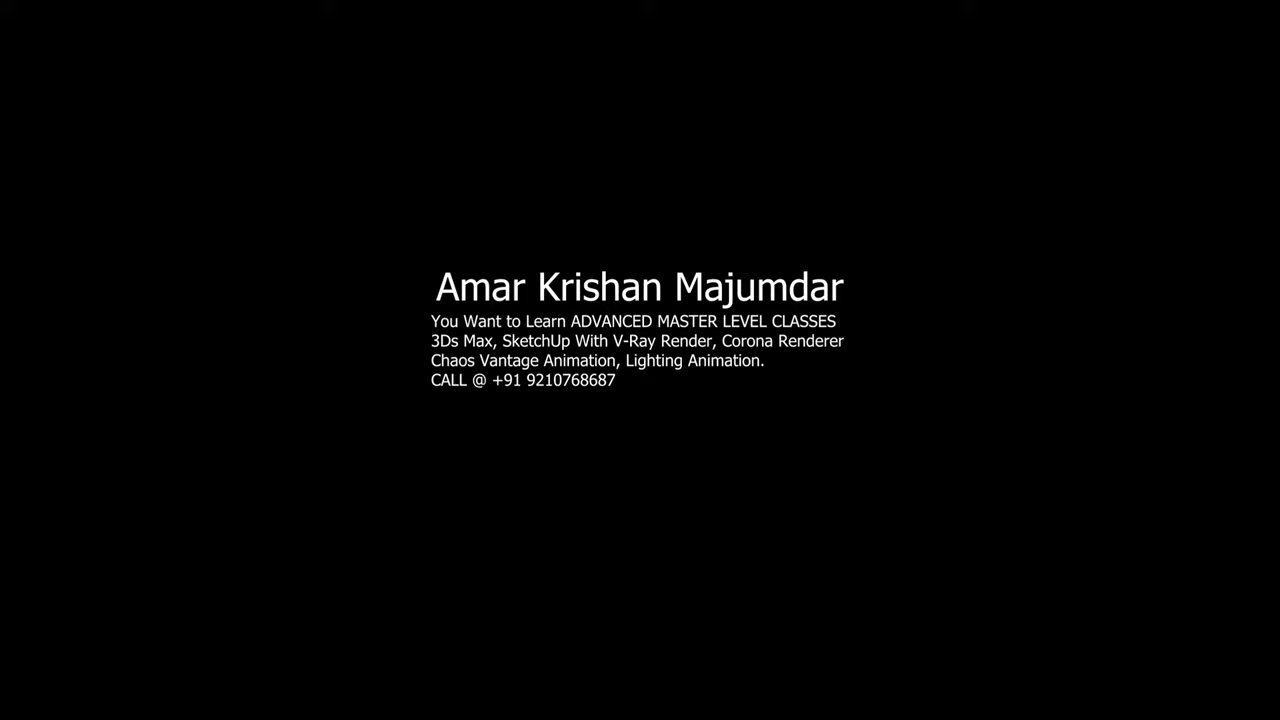 Amar Krishan Majumdar
You Want to Learn ADVANCED MASTER LEVEL CLASSES
3Ds Max, SketchUp With V-Ray Render, Corona Renderer
Chaos Vantage Animation, Lighting Animation.
CALL @ +91 9210768687